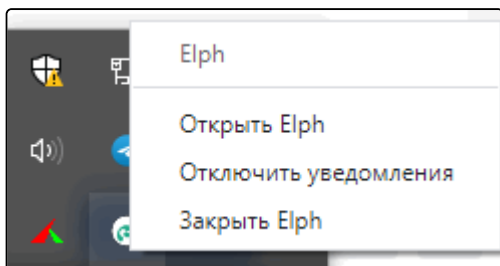 Elph
Открыть Elph
Отключить уведомления
Закрыть Elph